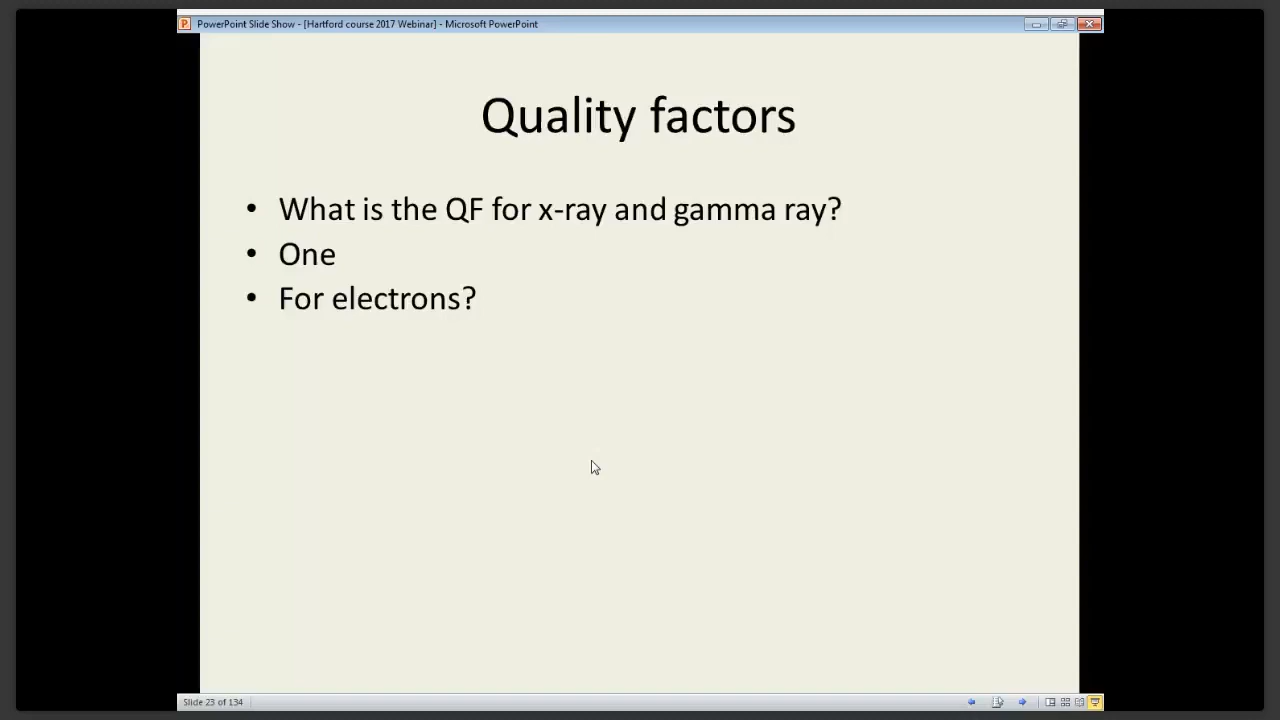 PowerPoint Slide Show - [Hartford course 2017 Webinar] - Microsoft PowerPoint
Quality factors
• What is the QF for x-ray and gamma ray?
• One
• For electrons?
Slide 23 of 134